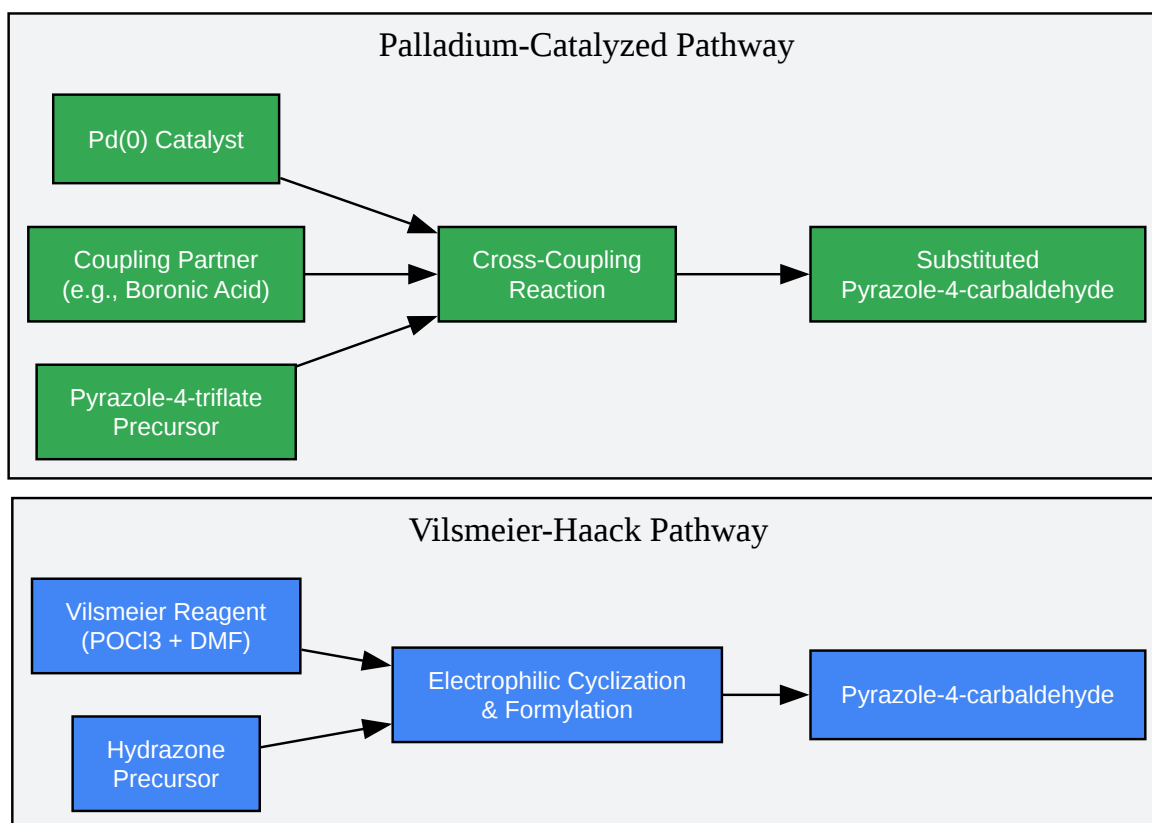 Palladium-Catalyzed Pathway
Pd(0) Catalyst
Coupling Partner
(e.g., Boronic Acid)
Pyrazole-4-triflate
Precursor
Cross-Coupling
Reaction
Substituted
Pyrazole-4-carbaldehyde
Vilsmeier-Haack Pathway
Vilsmeier Reagent
(POCl3 + DMF)
Hydrazone
Precursor
Electrophilic Cyclization
& Formylation
Pyrazole-4-carbaldehyde